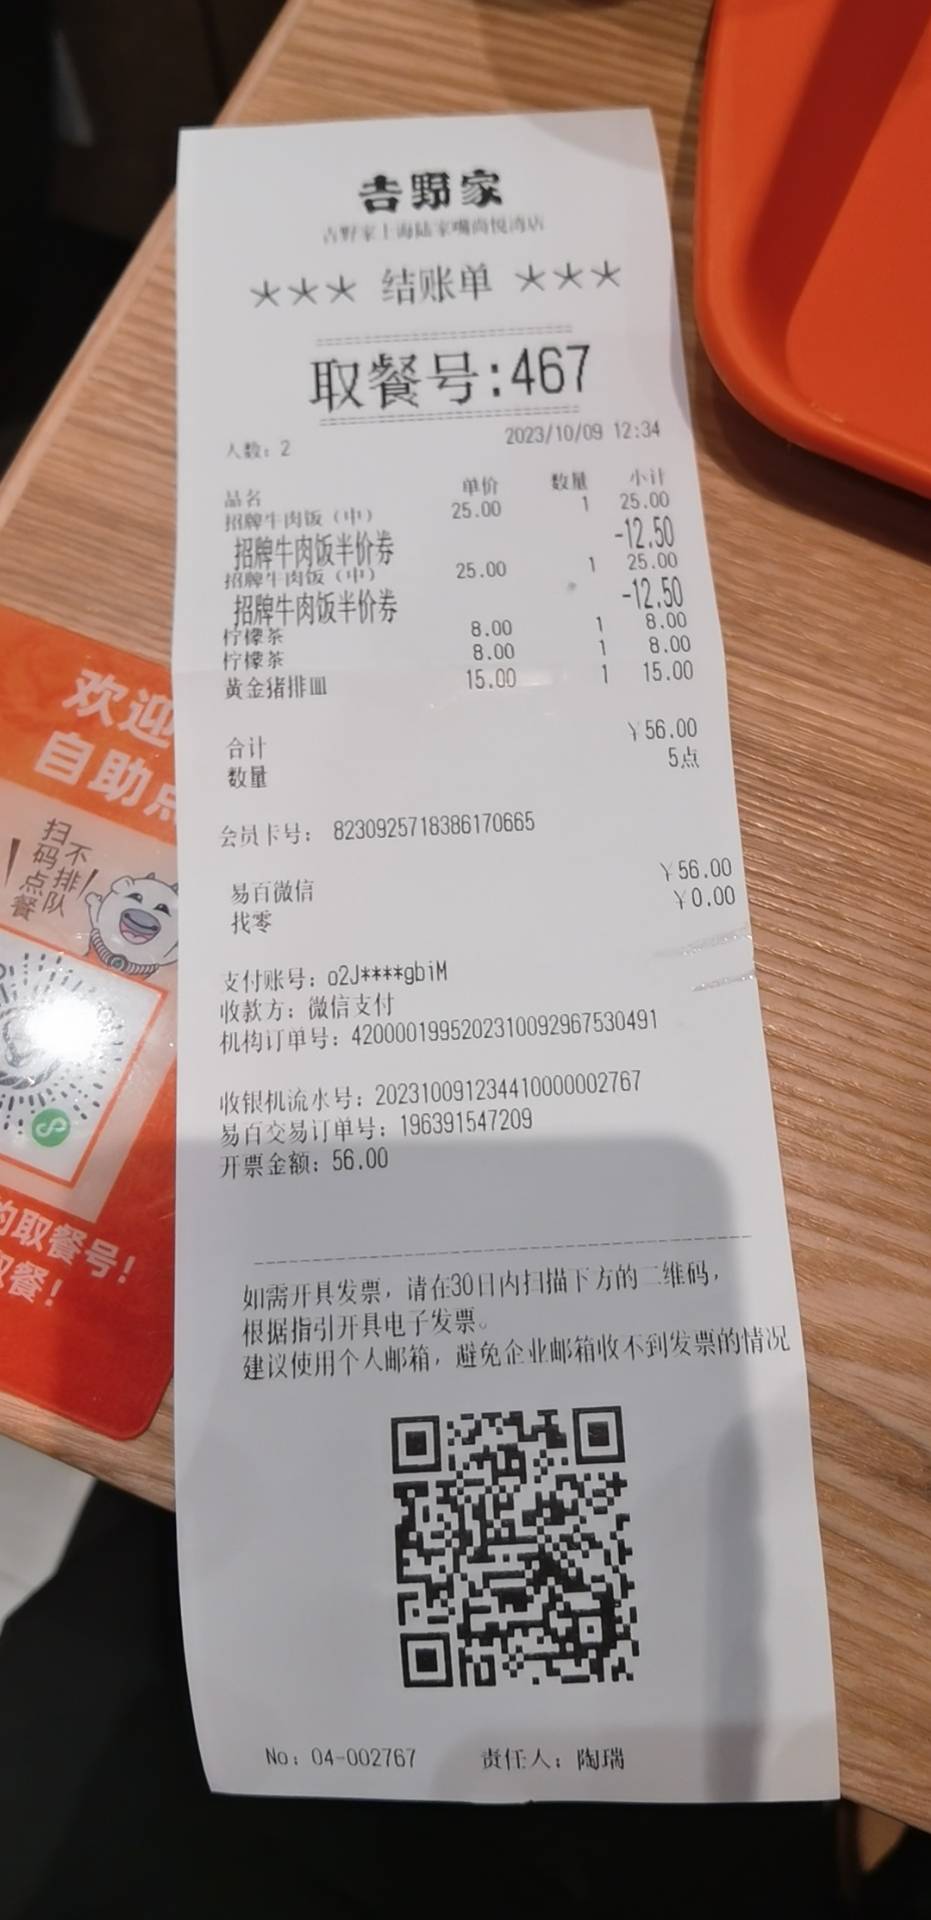 吉野家
吉野家上海陆家嘴尚悦湾店
*** 结账单 ***
取餐号:467
人数: 2 2023/10/09 12:34
品名 单价 数量 小计
招牌牛肉饭(中) 25.00 1 25.00
招牌牛肉饭半价券 -12.50
招牌牛肉饭(中) 25.00 1 25.00
招牌牛肉饭半价券 -12.50
柠檬茶 8.00 1 8.00
柠檬茶 8.00 1 8.00
黄金猪排皿 15.00 1 15.00
合计 ¥56.00
数量 5点
会员卡号: 8230925718386170665
易百微信 ¥56.00
找零 ¥0.00
支付账号: o2J****gbiM
收款方: 微信支付
机构订单号: 4200001995202310092967530491
收银机流水号: 20231009123441000000​2767
易百交易订单号: 196391547209
开票金额: 56.00
如需开具发票, 请在30日内扫描下方的二维码,
根据指引开具电子发票。
建议使用个人邮箱, 避免企业邮箱收不到发票的情况
No: 04-002767 责任人: 陶瑞
欢迎
自助点
扫码点餐
不排队
的取餐号!
取餐!